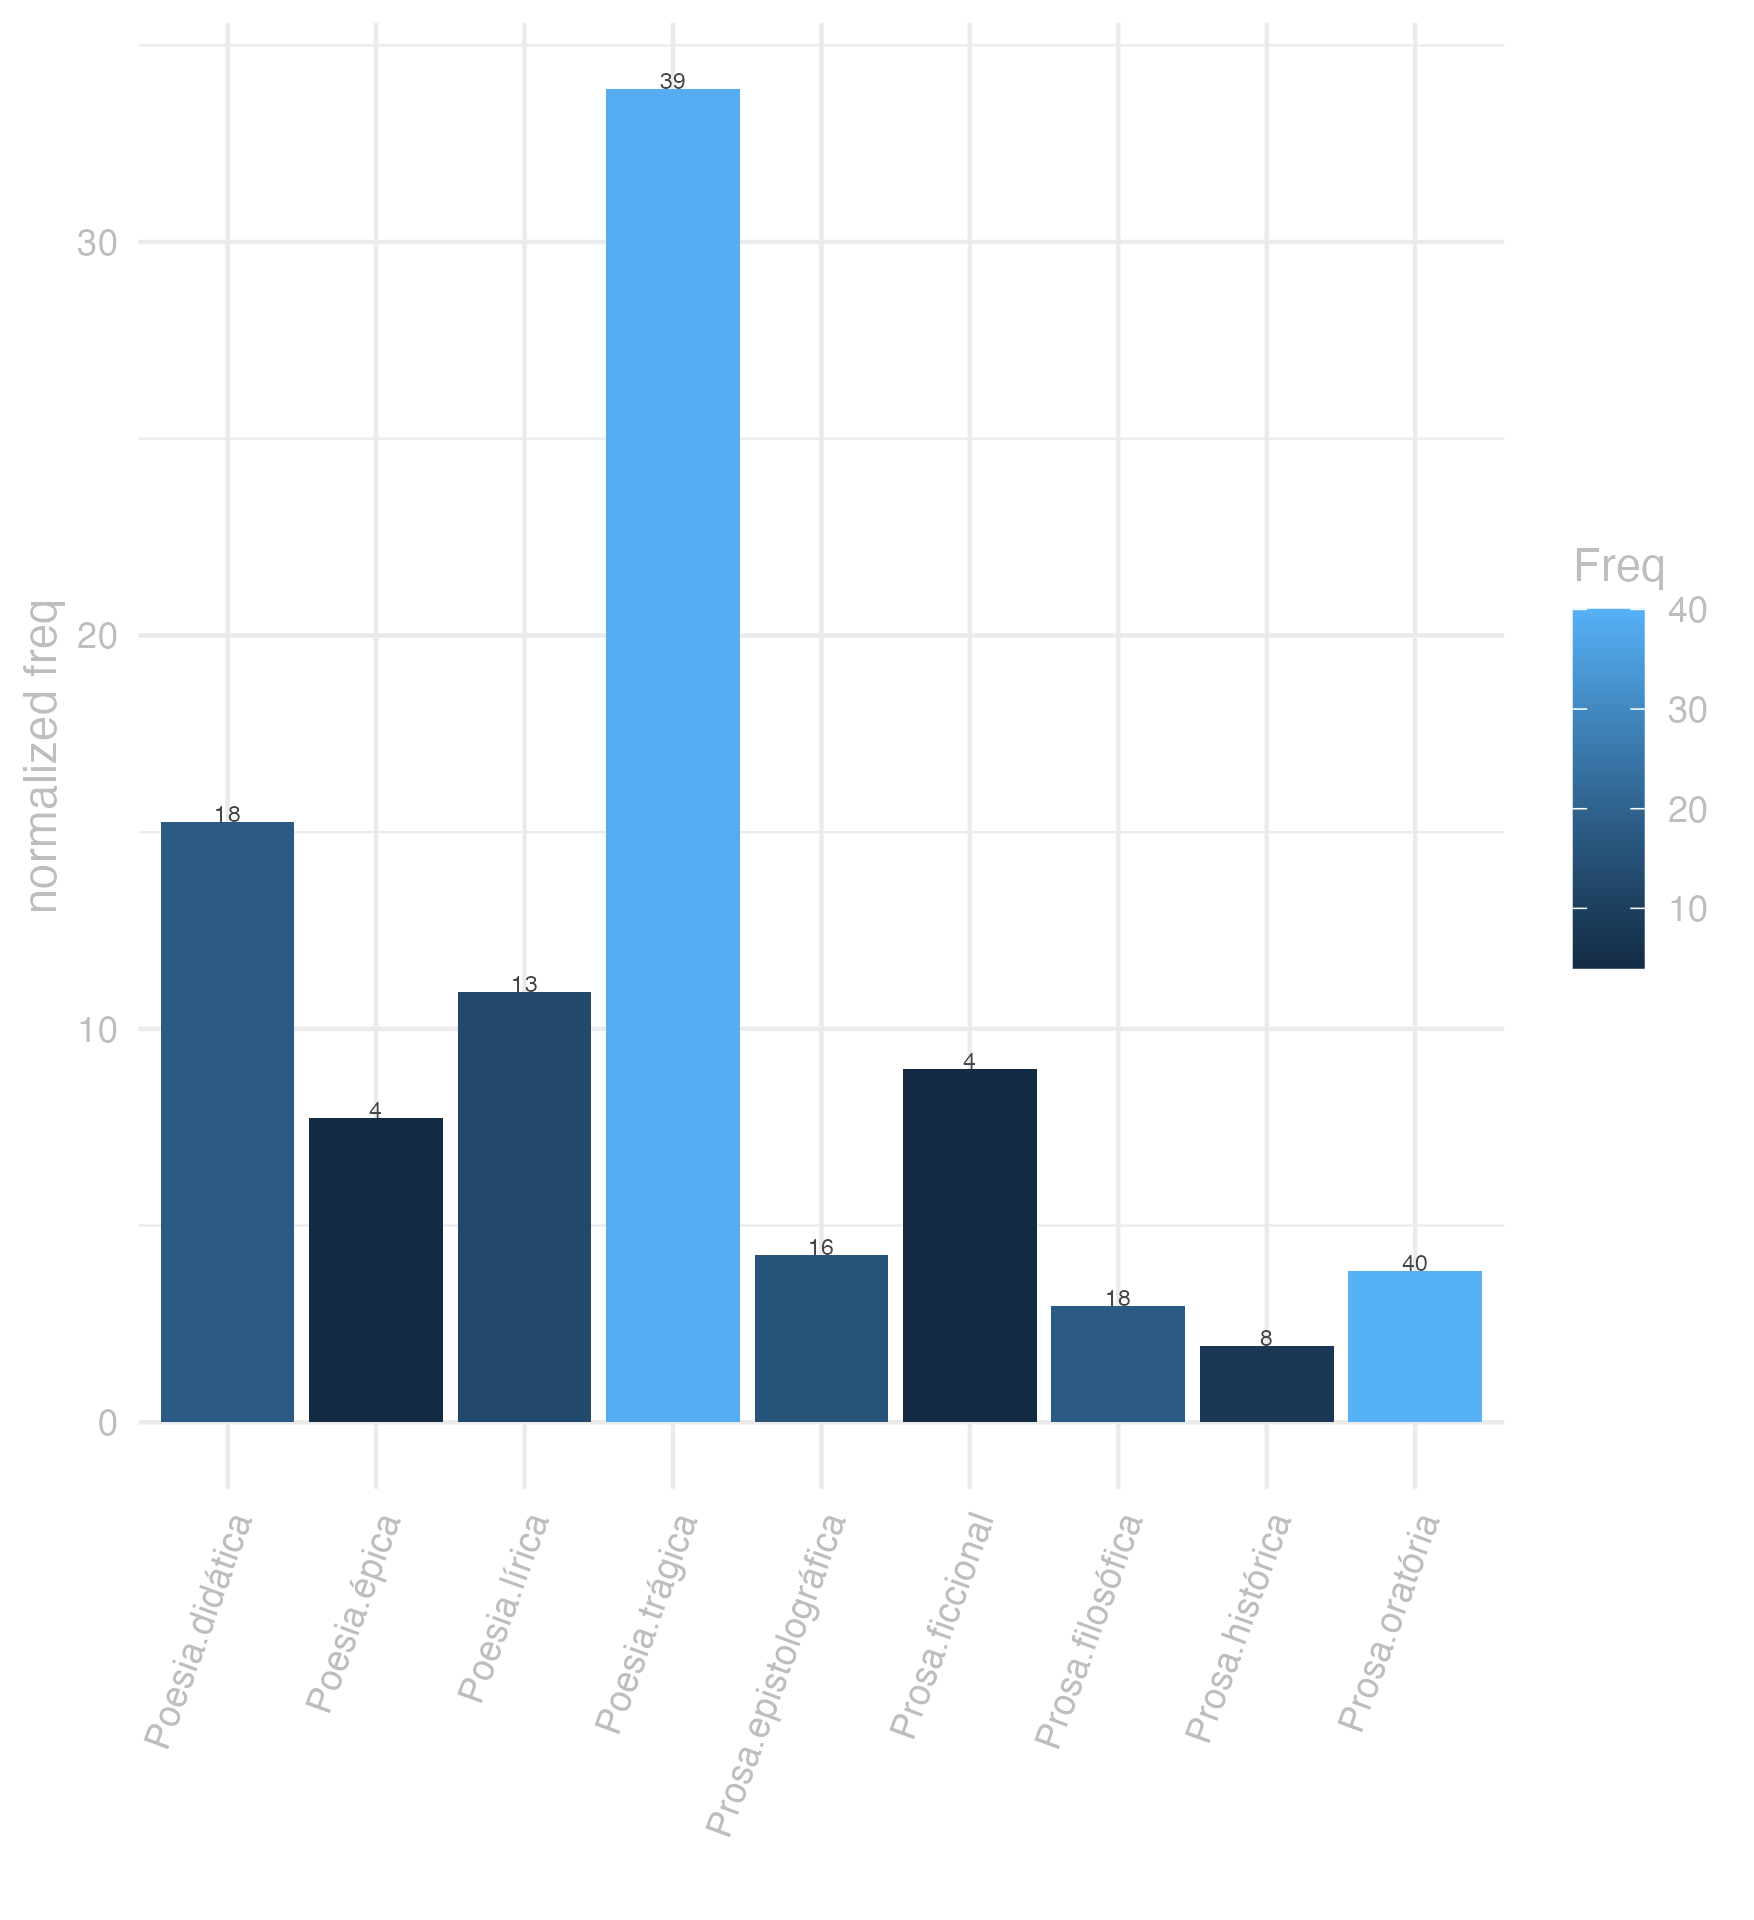 normalized freq
30
20
10
0
39
18
13
4
4
16
18
8
40
Poesia.didática
Poesia.épica
Poesia.lírica
Poesia.trágica
Prosa.epistolográfica
Prosa.ficcional
Prosa.filosófica
Prosa.histórica
Prosa.oratória
Freq
40
30
20
10